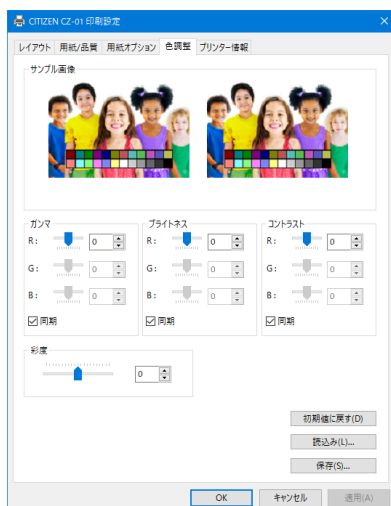 CITIZEN CZ-01 印刷設定
レイアウト 用紙/品質 用紙オプション 色調整 プリンター情報
サンプル画像
ガンマ ブライトネス コントラスト
R: 0 R: 0 R: 0
G: 0 G: 0 G: 0
B: 0 B: 0 B: 0
同期 同期 同期
彩度
0
初期値に戻す(D)
読込み(L)...
保存(S)...
OK キャンセル 適用(A)